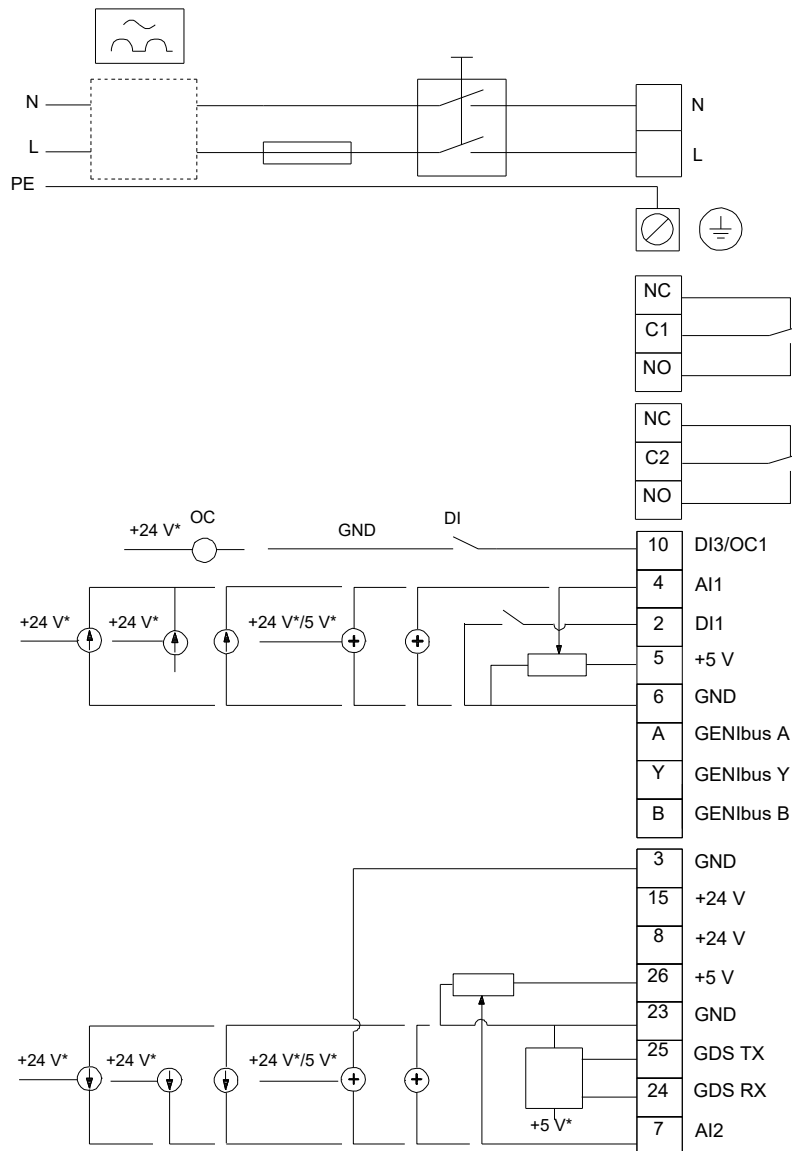 N
N
L
L
PE
NC
C1
NO
NC
C2
NO
+24 V*
OC
GND
DI
10
DI3/OC1
4
AI1
+24 V*
+24 V*
+24 V*/5 V*
2
DI1
5
+5 V
6
GND
A
GENIbus A
Y
GENIbus Y
B
GENIbus B
3
GND
15
+24 V
8
+24 V
26
+5 V
23
GND
+24 V*
+24 V*
+24 V*/5 V*
25
GDS TX
24
GDS RX
+5 V*
7
AI2